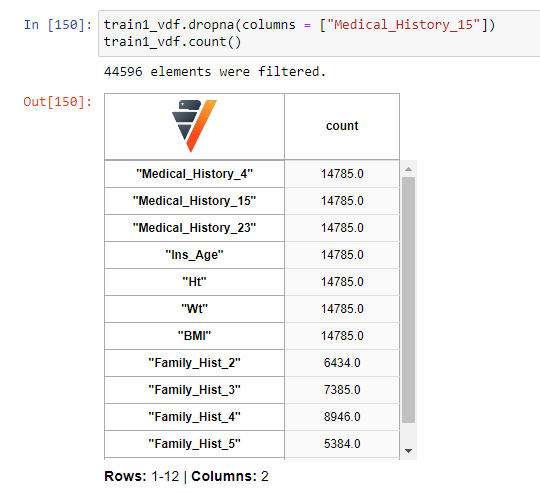 In [150]: train1_vdf.dropna(columns = ["Medical_History_15"])
train1_vdf.count()
44596 elements were filtered.
Out[150]:
count
"Medical_History_4" 14785.0
"Medical_History_15" 14785.0
"Medical_History_23" 14785.0
"Ins_Age" 14785.0
"Ht" 14785.0
"Wt" 14785.0
"BMI" 14785.0
"Family_Hist_2" 6434.0
"Family_Hist_3" 7385.0
"Family_Hist_4" 8946.0
"Family_Hist_5" 5384.0
Rows: 1-12 | Columns: 2